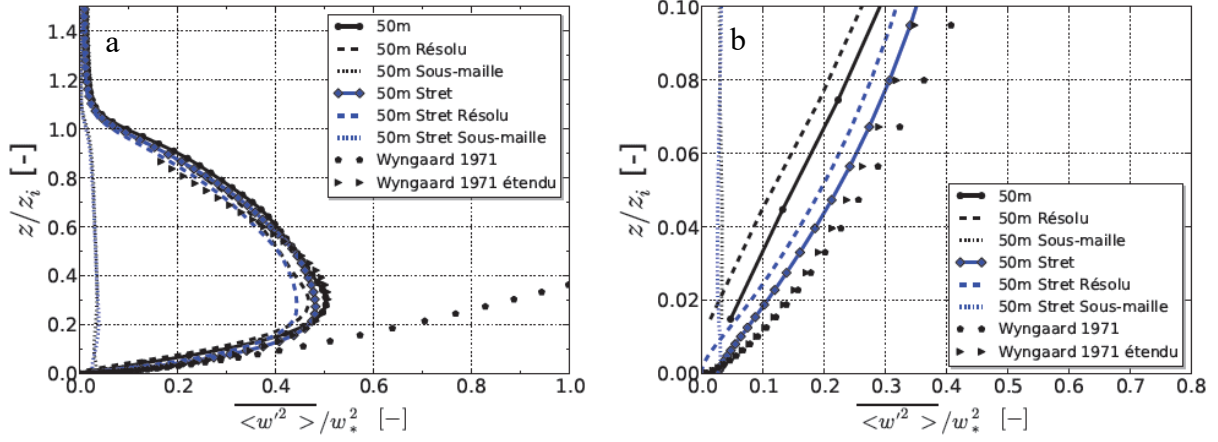 a
1.4
1.2
1.0
0.8
0.6
0.4
0.2
0.0
z/z_i [-]
50m
50m Résolu
50m Sous-maille
50m Stret
50m Stret Résolu
50m Stret Sous-maille
Wyngaard 1971
Wyngaard 1971 étendu
0.0 0.2 0.4 0.6 0.8 1.0
<w'²>/w²_* [-]
b
0.10
0.08
0.06
0.04
0.02
0.00
z/z_i [-]
50m
50m Résolu
50m Sous-maille
50m Stret
50m Stret Résolu
50m Stret Sous-maille
Wyngaard 1971
Wyngaard 1971 étendu
0.0 0.1 0.2 0.3 0.4 0.5 0.6 0.7 0.8
<w'²>/w²_* [-]